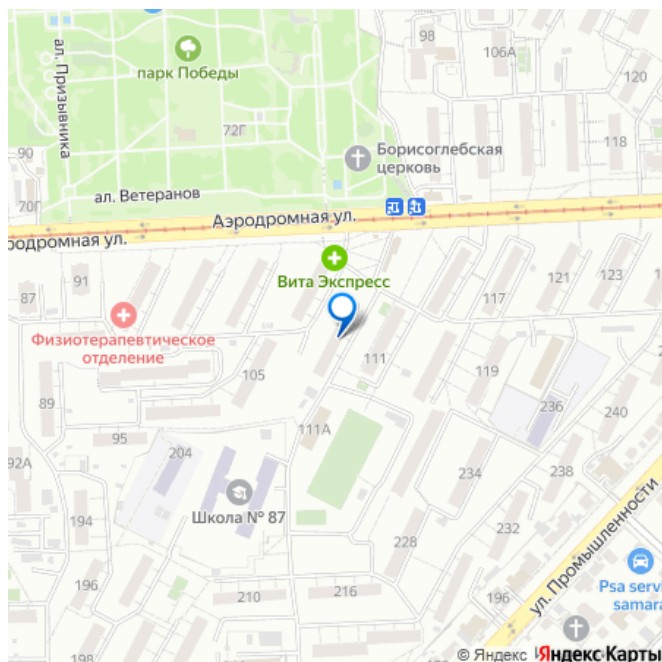 98
106А
120
парк Победы
ал. Призывника
72Г
118
Борисоглебская
церковь
90
70Г
ал. Ветеранов
Аэродромная ул.
родромная ул.
91
87
Вита Экспресс
121
123
117
Физиотерапевтическое
отделение
111
105
119
89
236
240
111А
95
204
92А
234
238
Школа № 87
194
232
228
ул. Промышленности
196
210
216
196
Psa servi
samara
198
© Яндекс
Яндекс Карты